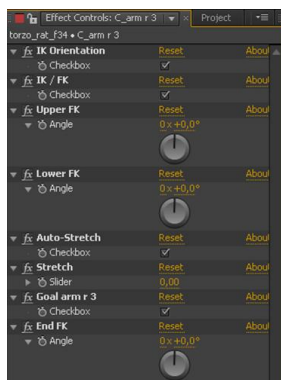 Effect Controls: C_arm r 3 Project
torzo_rat_f34 • C_arm r 3
fx IK Orientation Reset Abou
Checkbox
fx IK / FK Reset Abou
Checkbox
fx Upper FK Reset Abou
Angle 0 x +0,0°
fx Lower FK Reset Abou
Angle 0 x +0,0°
fx Auto-Stretch Reset Abou
Checkbox
fx Stretch Reset Abou
Slider 0,00
fx Goal arm r 3 Reset Abou
Checkbox
fx End FK Reset Abou
Angle 0 x +0,0°